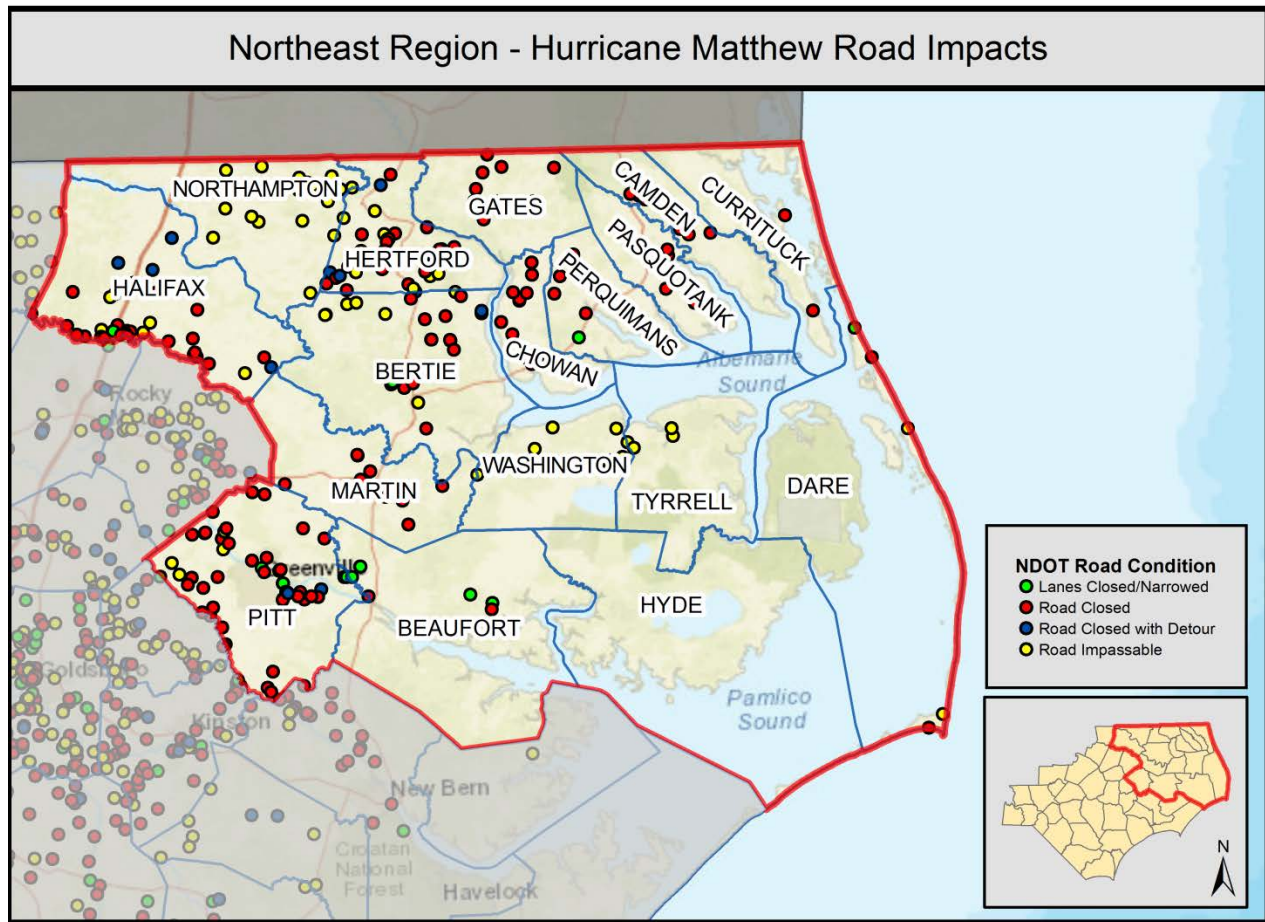 Northeast Region - Hurricane Matthew Road Impacts
NORTHAMPTON
CAMDEN
CURRITUCK
GATES
PASQUOTANK
HERTFORD
PERQUIMANS
HALIFAX
CHOWAN
BERTIE
Albemarle
Sound
Rocky
WASHINGTON
MARTIN
TYRRELL
DARE
NDOT Road Condition
Lanes Closed/Narrowed
Road Closed
Road Closed with Detour
Road Impassable
HYDE
PITT
BEAUFORT
Pamlico
Sound
Kinston
New Bern
Croatan
National
Forest
Havelock
N